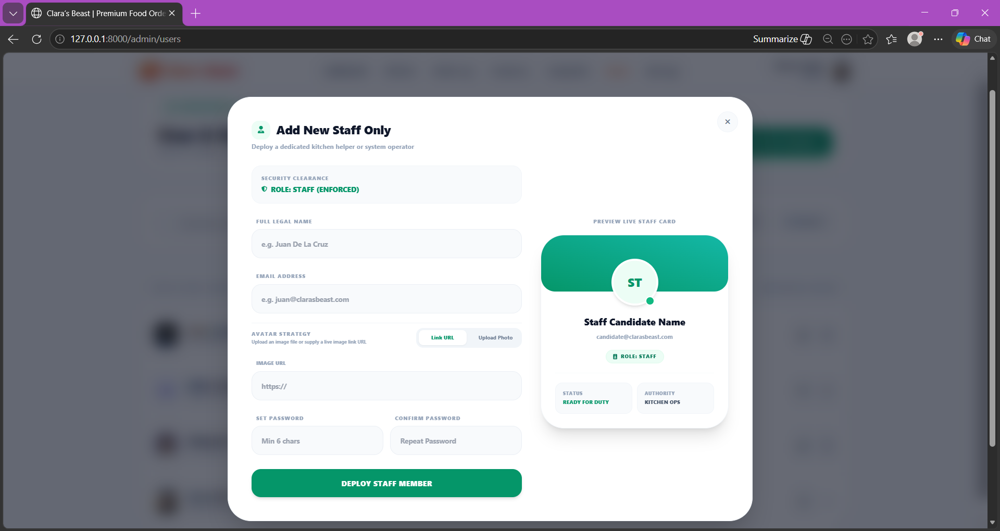 Clara's Beast | Premium Food Orde
127.0.0.1:8000/admin/users
Summarize
Chat
Add New Staff Only
Deploy a dedicated kitchen helper or system operator
SECURITY CLEARANCE
ROLE: STAFF (ENFORCED)
FULL LEGAL NAME
e.g. Juan De La Cruz
EMAIL ADDRESS
e.g. juan@clarasbeast.com
AVATAR STRATEGY
Upload an image file or supply a live image link URL
Link URL
Upload Photo
IMAGE URL
https://
SET PASSWORD
CONFIRM PASSWORD
Min 6 chars
Repeat Password
DEPLOY STAFF MEMBER
PREVIEW LIVE STAFF CARD
ST
Staff Candidate Name
candidate@clarasbeast.com
ROLE: STAFF
STATUS
READY FOR DUTY
AUTHORITY
KITCHEN OPS